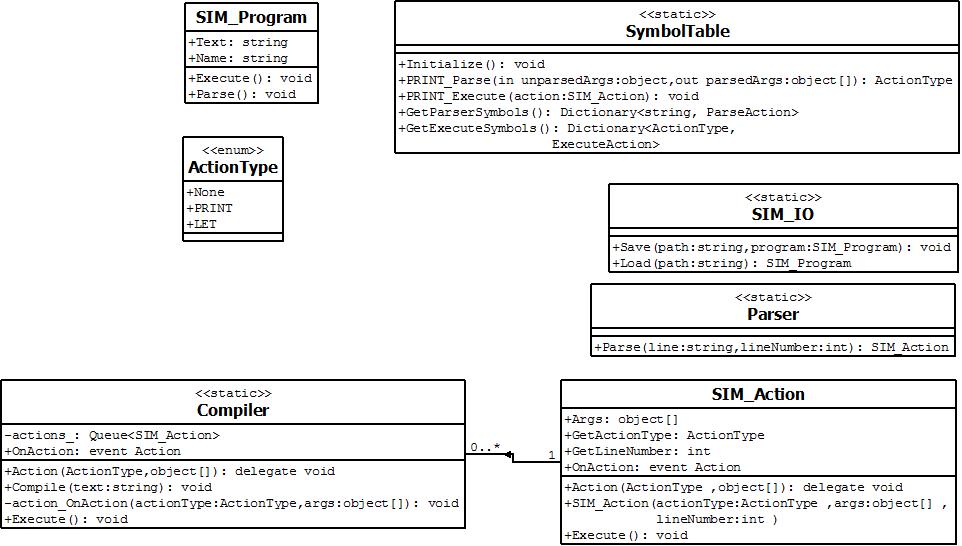 SIM_Program
+Text: string
+Name: string
+Execute(): void
+Parse(): void
<<static>>
SymbolTable
+Initialize(): void
+PRINT_Parse(in unparsedArgs:object,out parsedArgs:object[]): ActionType
+PRINT_Execute(action:SIM_Action): void
+GetParserSymbols(): Dictionary<string, ParseAction>
+GetExecuteSymbols(): Dictionary<ActionType,
ExecuteAction>
<<enum>>
ActionType
+None
+PRINT
+LET
<<static>>
SIM_IO
+Save(path:string,program:SIM_Program): void
+Load(path:string): SIM_Program
<<static>>
Parser
+Parse(line:string,lineNumber:int): SIM_Action
<<static>>
Compiler
-actions_: Queue<SIM_Action>
+OnAction: event Action
+Action(ActionType,object[]): delegate void
+Compile(text:string): void
-action_OnAction(actionType:ActionType,args:object[]): void
+Execute(): void
0..*
1
SIM_Action
+Args: object[]
+GetActionType: ActionType
+GetLineNumber: int
+OnAction: event Action
+Action(ActionType ,object[]): delegate void
+SIM_Action(actionType:ActionType ,args:object[] ,
lineNumber:int )
+Execute(): void